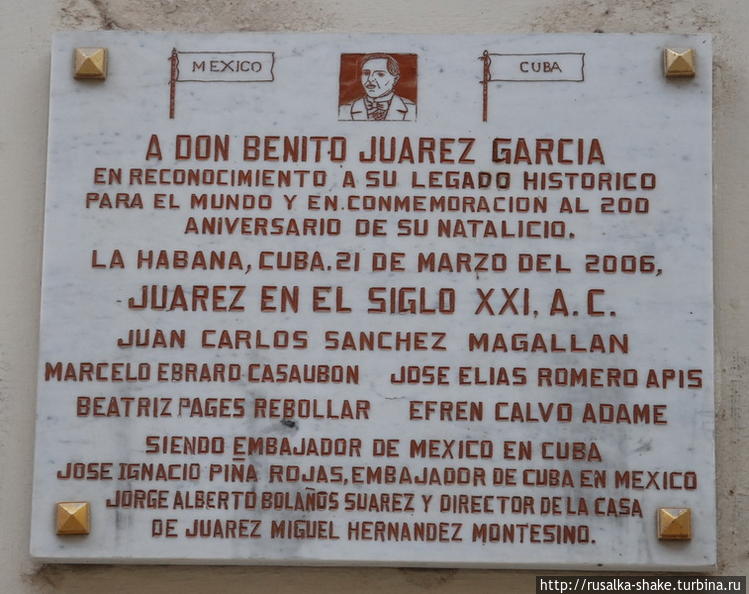 MEXICO
CUBA
A DON BENITO JUAREZ GARCIA
EN RECONOCIMIENTO A SU LEGADO HISTORICO
PARA EL MUNDO Y EN.CONMEMORACION AL 200
ANIVERSARIO DE SU NATALICIO.
LA HABANA, CUBA. 21 DE MARZO DEL 2006,
JUAREZ EN EL SIGLO XXI. A. C.
JUAN CARLOS SANCHEZ MAGALLAN
MARCELO EBRARD CASAUBON JOSE ELIAS ROMERO APIS
BEATRIZ PAGES REBOLLAR EFREN CALVO ADAME
SIENDO EMBAJADOR DE MEXICO EN CUBA
JOSE IGNACIO PIÑA ROJAS, EMBAJADOR DE CUBA EN MEXICO
JORGE ALBERTO BOLAÑOS SUAREZ Y DIRECTOR DE LA CASA
DE JUAREZ MIGUEL HERNANDEZ MONTESINO.
http://rusalka-shake.turbina.ru/